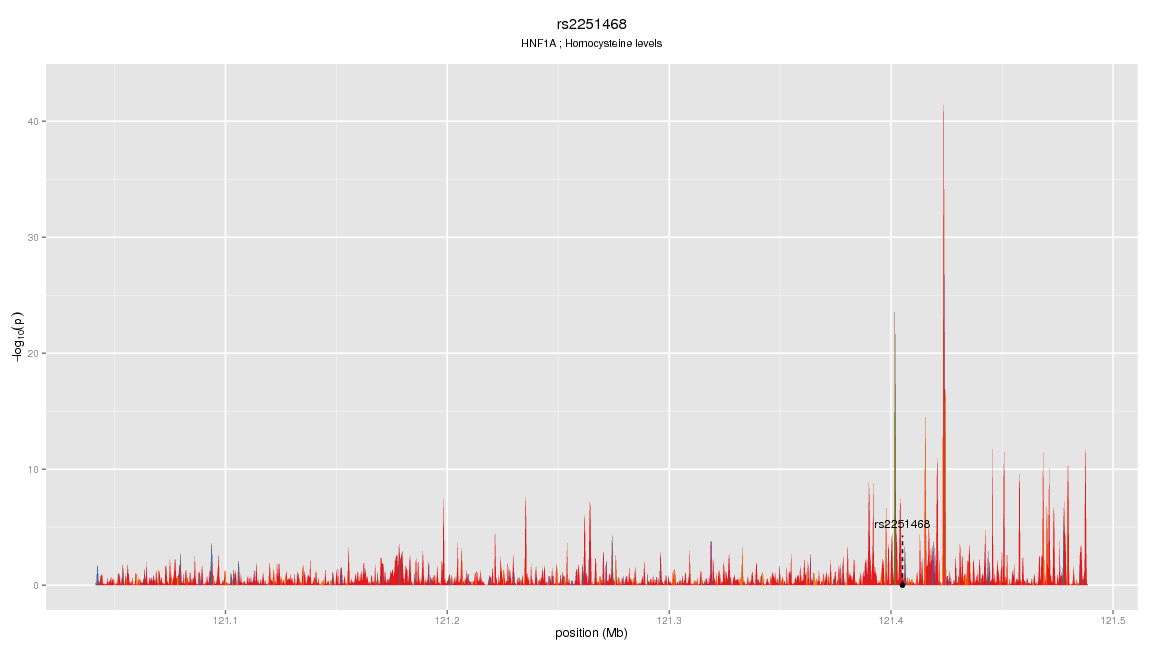 rs2251468
HNF1A ; Homocysteine levels
40
30
20
10
0
−log10(p)
rs2251468
121.1
121.2
121.3
121.4
121.5
position (Mb)